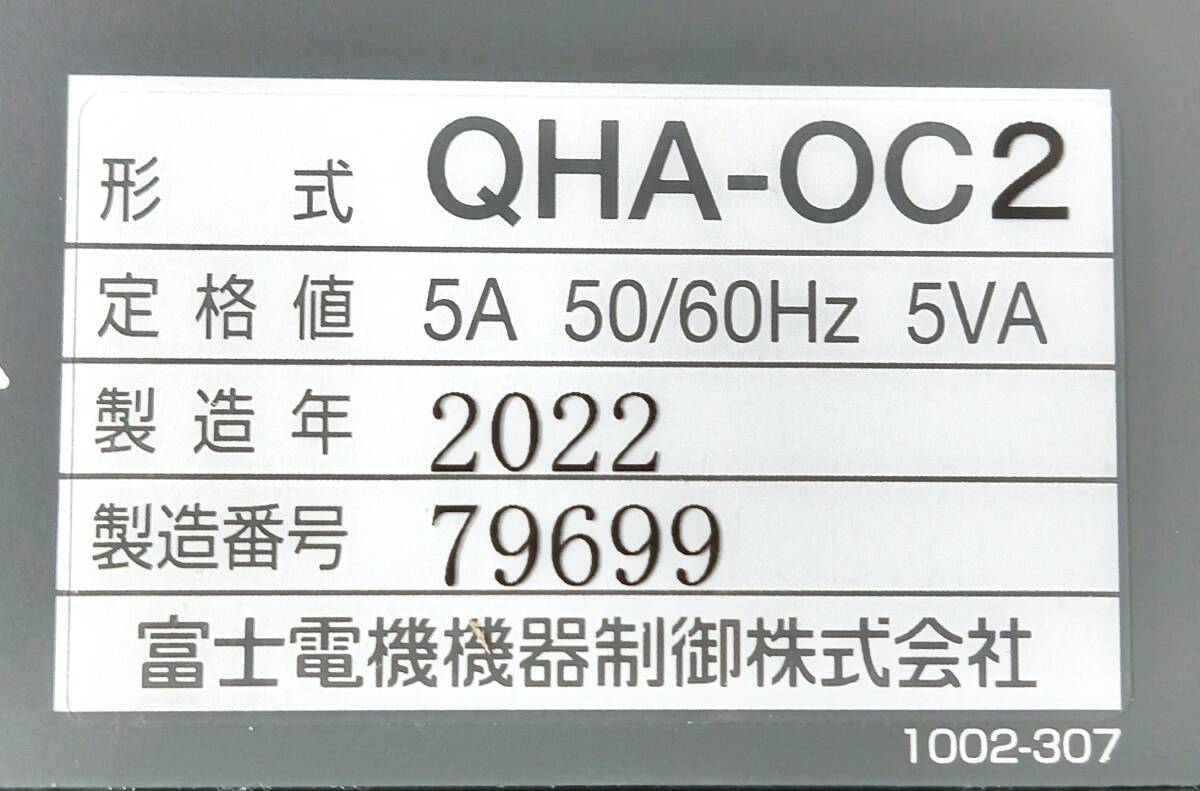 形式 QHA-OC2
定格値 5A 50/60Hz 5VA
製造年 2022
製造番号 79699
富士電機機器制御株式会社
1002-307